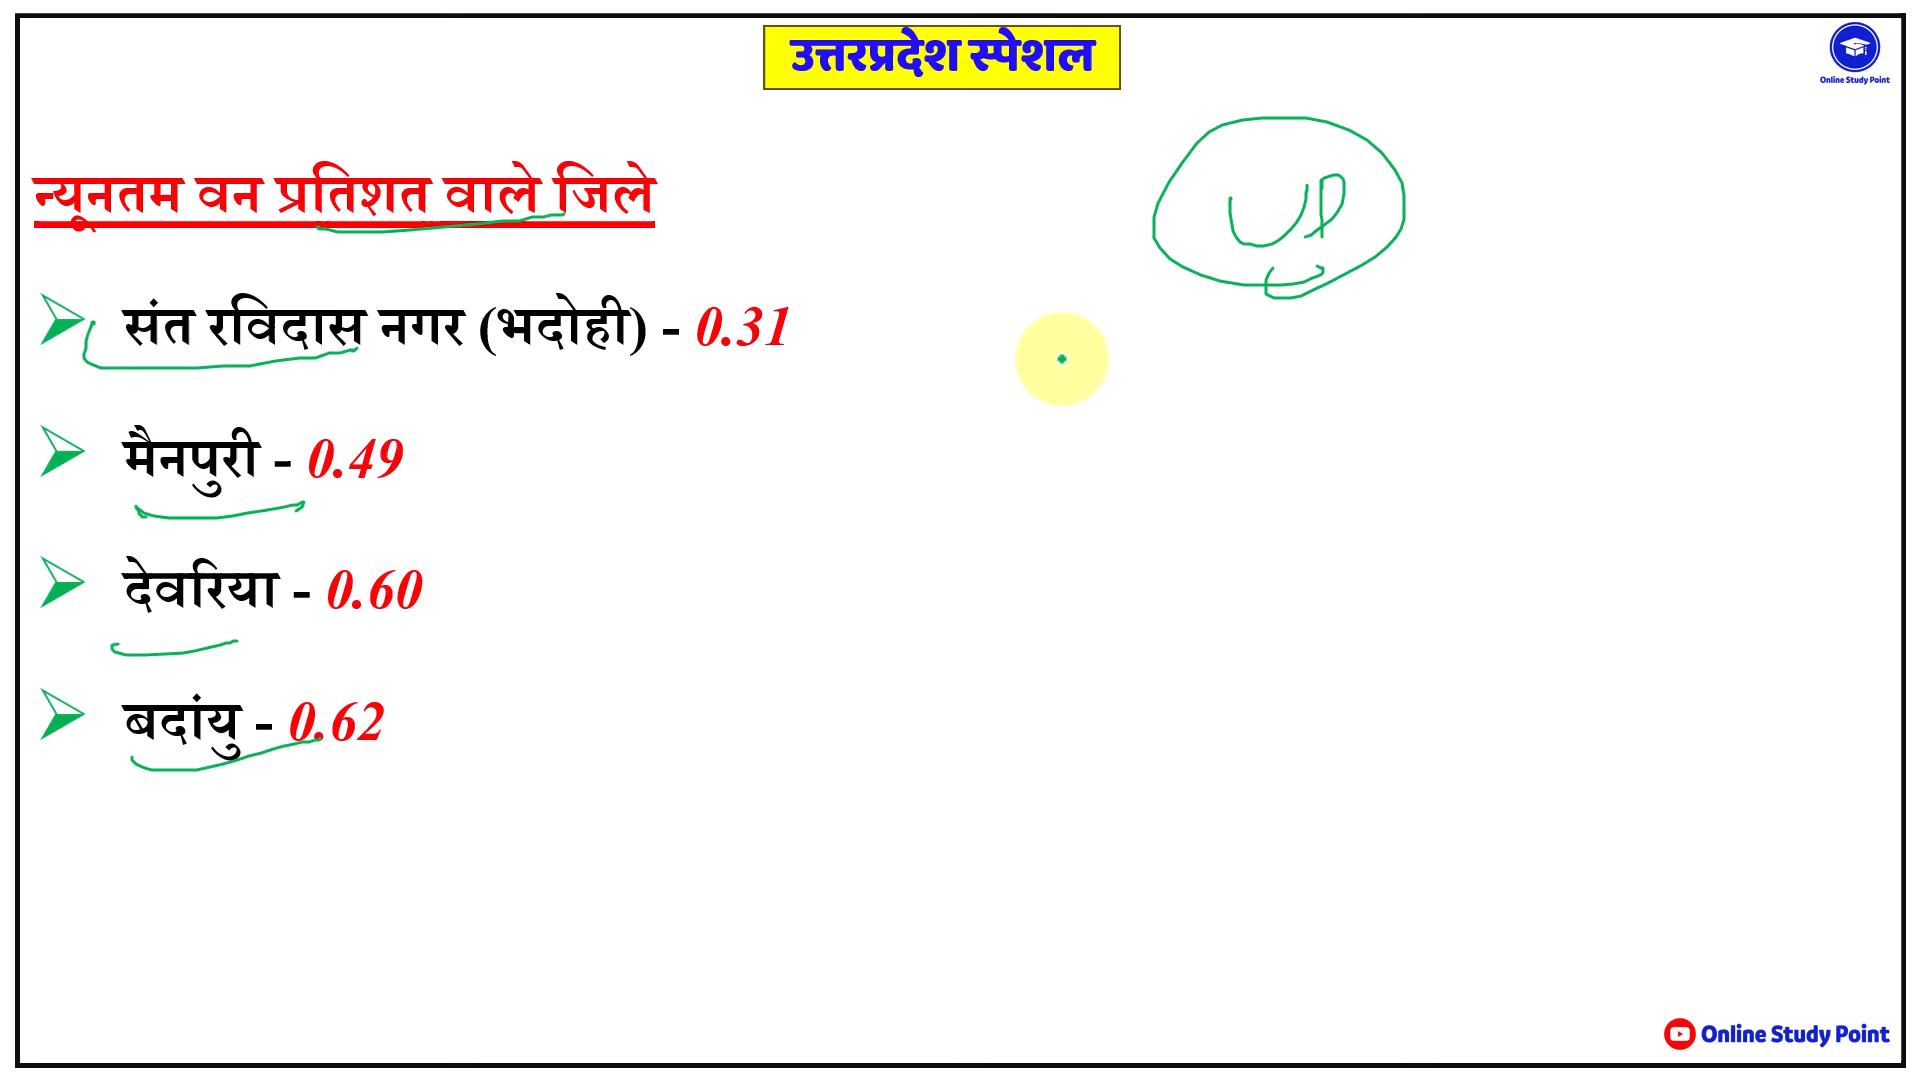 उत्तरप्रदेश स्पेशल
Online Study Point
न्यूनतम वन प्रतिशत वाले जिले
UP
संत रविदास नगर (भदोही) - 0.31
मैनपुरी - 0.49
देवरिया - 0.60
बदांयु - 0.62
Online Study Point